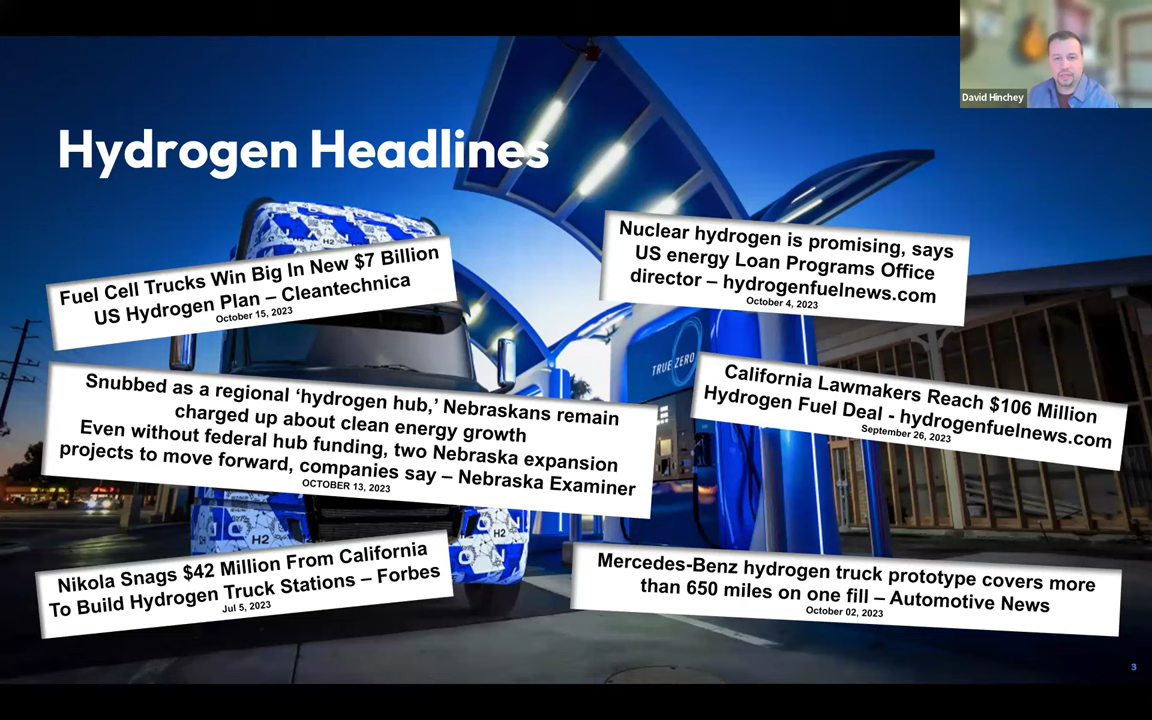 David Hinchey
Hydrogen Headlines
Fuel Cell Trucks Win Big In New $7 Billion
US Hydrogen Plan – Cleantechnica
October 15, 2023
Nuclear hydrogen is promising, says
US energy Loan Programs Office
director – hydrogenfuelnews.com
October 4, 2023
TRUE ZERO
Snubbed as a regional ‘hydrogen hub,’ Nebraskans remain
charged up about clean energy growth
Even without federal hub funding, two Nebraska expansion
projects to move forward, companies say – Nebraska Examiner
OCTOBER 13, 2023
California Lawmakers Reach $106 Million
Hydrogen Fuel Deal - hydrogenfuelnews.com
September 26, 2023
H2
H2
H2
Nikola Snags $42 Million From California
To Build Hydrogen Truck Stations – Forbes
Jul 5, 2023
Mercedes-Benz hydrogen truck prototype covers more
than 650 miles on one fill – Automotive News
October 02, 2023
3